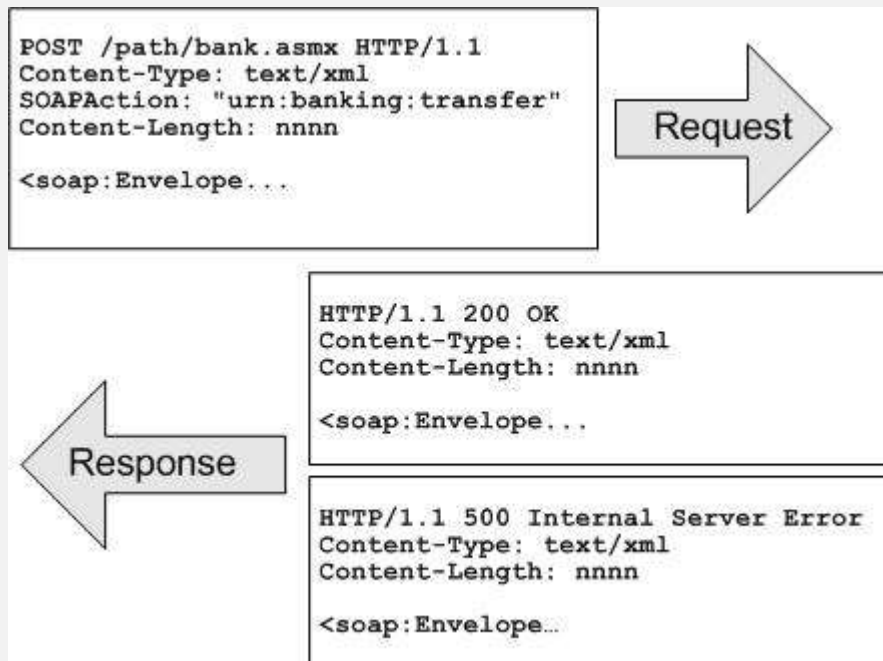 POST /path/bank.asmx HTTP/1.1
Content-Type: text/xml
SOAPAction: "urn:banking:transfer"
Content-Length: nnnn
<soap:Envelope...
Request
HTTP/1.1 200 OK
Content-Type: text/xml
Content-Length: nnnn
<soap:Envelope...
Response
HTTP/1.1 500 Internal Server Error
Content-Type: text/xml
Content-Length: nnnn
<soap:Envelope…